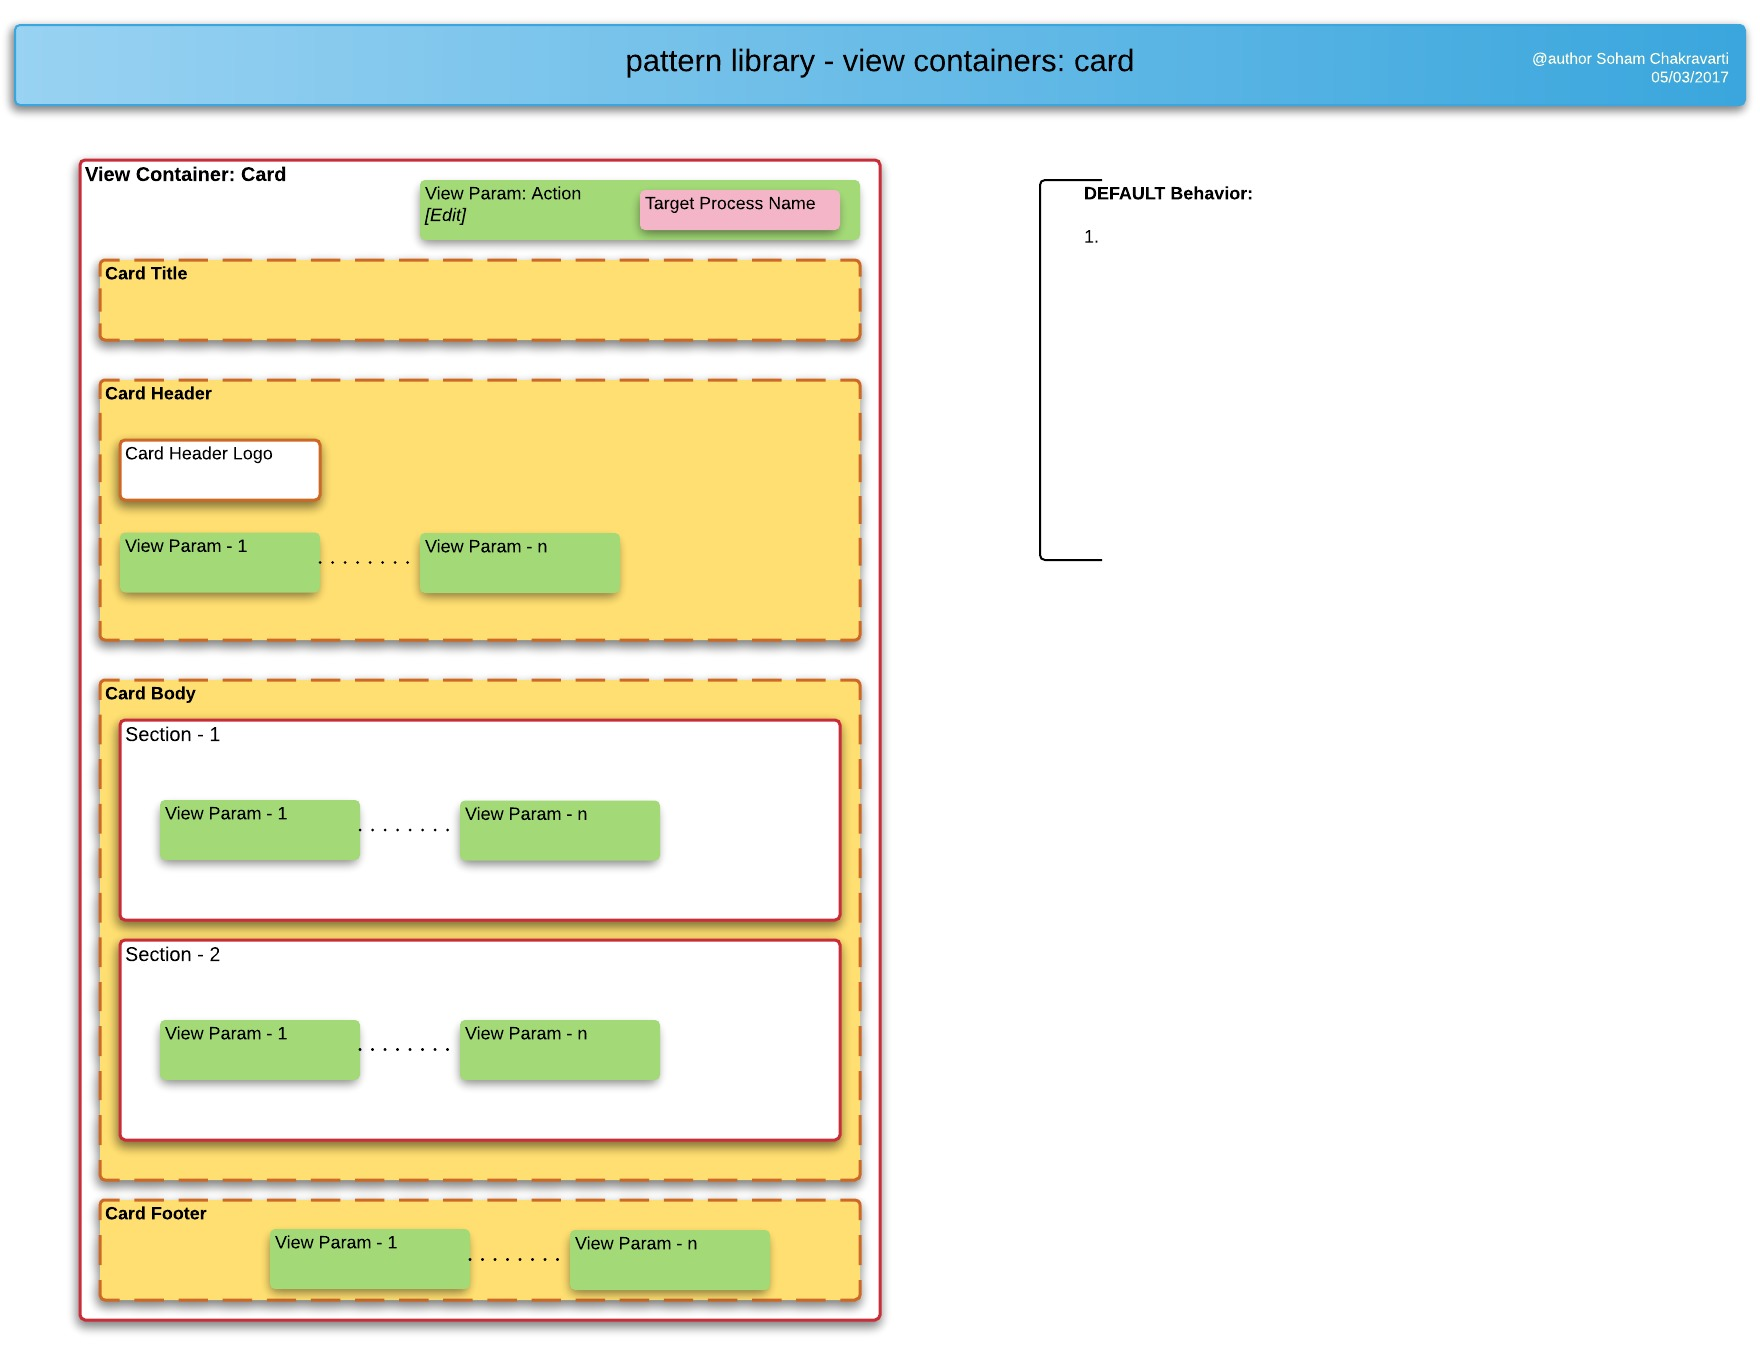 pattern library - view containers: card
@author Soham Chakravarti
05/03/2017
View Container: Card
View Param: Action
[Edit]
Target Process Name
Card Title
Card Header
Card Header Logo
View Param - 1
........
View Param - n
Card Body
Section - 1
View Param - 1
........
View Param - n
Section - 2
View Param - 1
........
View Param - n
Card Footer
View Param - 1
........
View Param - n
DEFAULT Behavior:
1.